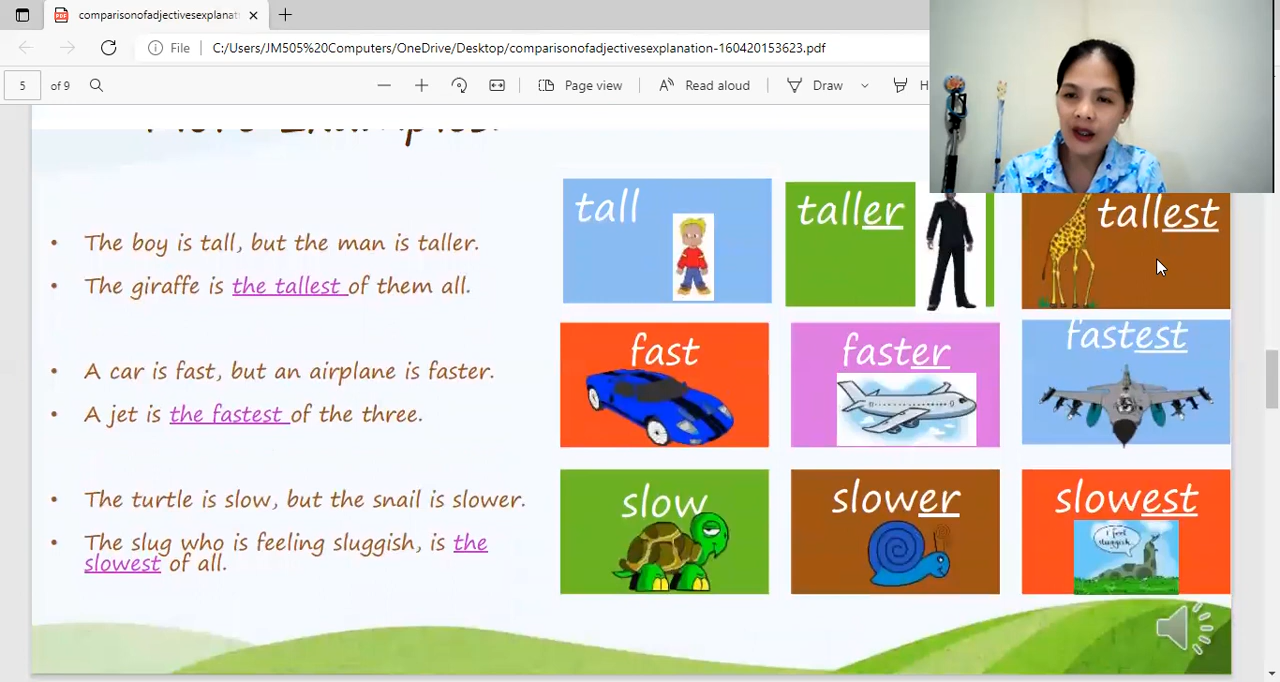 comparisonofadjectivesexplanat
File
C:/Users/JM505%20Computers/OneDrive/Desktop/comparisonofadjectivesexplanation-160420153623.pdf
5 of 9
Page view
Read aloud
Draw
More Examples:
tall
taller
tallest
The boy is tall, but the man is taller.
The giraffe is the tallest of them all.
fast
faster
fastest
A car is fast, but an airplane is faster.
A jet is the fastest of the three.
slow
slower
slowest
I feel
sluggish.
The turtle is slow, but the snail is slower.
The slug who is feeling sluggish, is the
slowest of all.